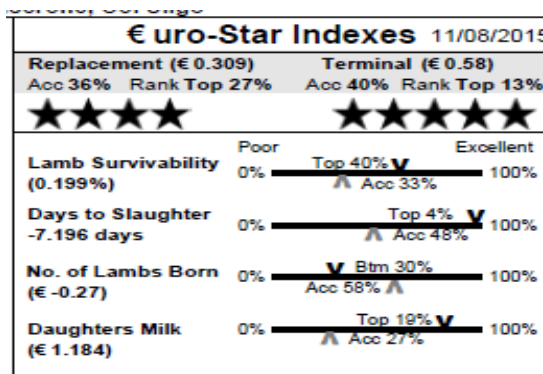 € uro-Star Indexes 11/08/2015
Replacement (€ 0.309) Terminal (€ 0.58)
Acc 36% Rank Top 27% Acc 40% Rank Top 13%
Poor Excellent
Lamb Survivability
(0.199%)
0% Top 40% 100%
Acc 33%
Days to Slaughter
-7.196 days
0% Top 4% 100%
Acc 48%
No. of Lambs Born
(€ -0.27)
0% Btm 30% 100%
Acc 58%
Daughters Milk
(€ 1.184)
0% Top 19% 100%
Acc 27%